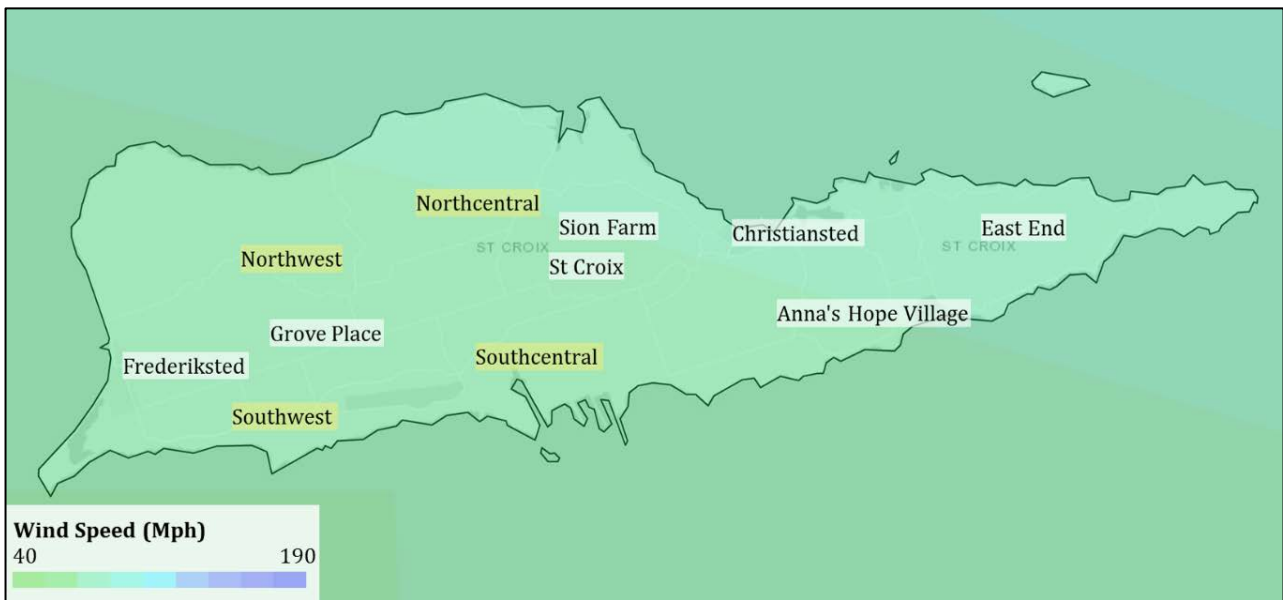 Northcentral
Sion Farm
Christiansted
East End
ST CROIX
ST CROIX
Northwest
St Croix
Anna's Hope Village
Grove Place
Southcentral
Frederiksted
Southwest
Wind Speed (Mph)
40 190